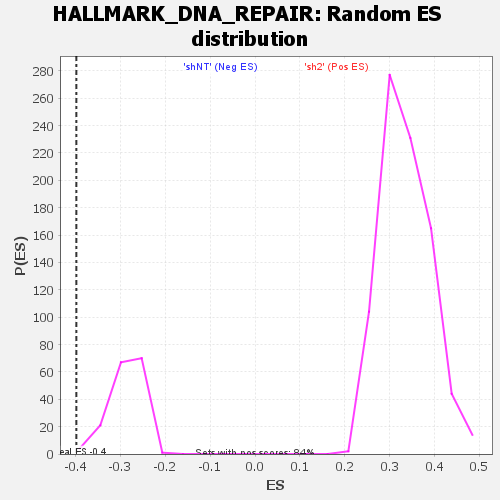 HALLMARK_DNA_REPAIR: Random ES
distribution
'shNT' (Neg ES) 'sh2' (Pos ES)
280
260
240
220
200
180
160
140
120
100
80
60
40
20
0
P(ES)
eal ES -0.4 Sets with pos scores: 84%
-0.4 -0.3 -0.2 -0.1 0.0 0.1 0.2 0.3 0.4 0.5
ES